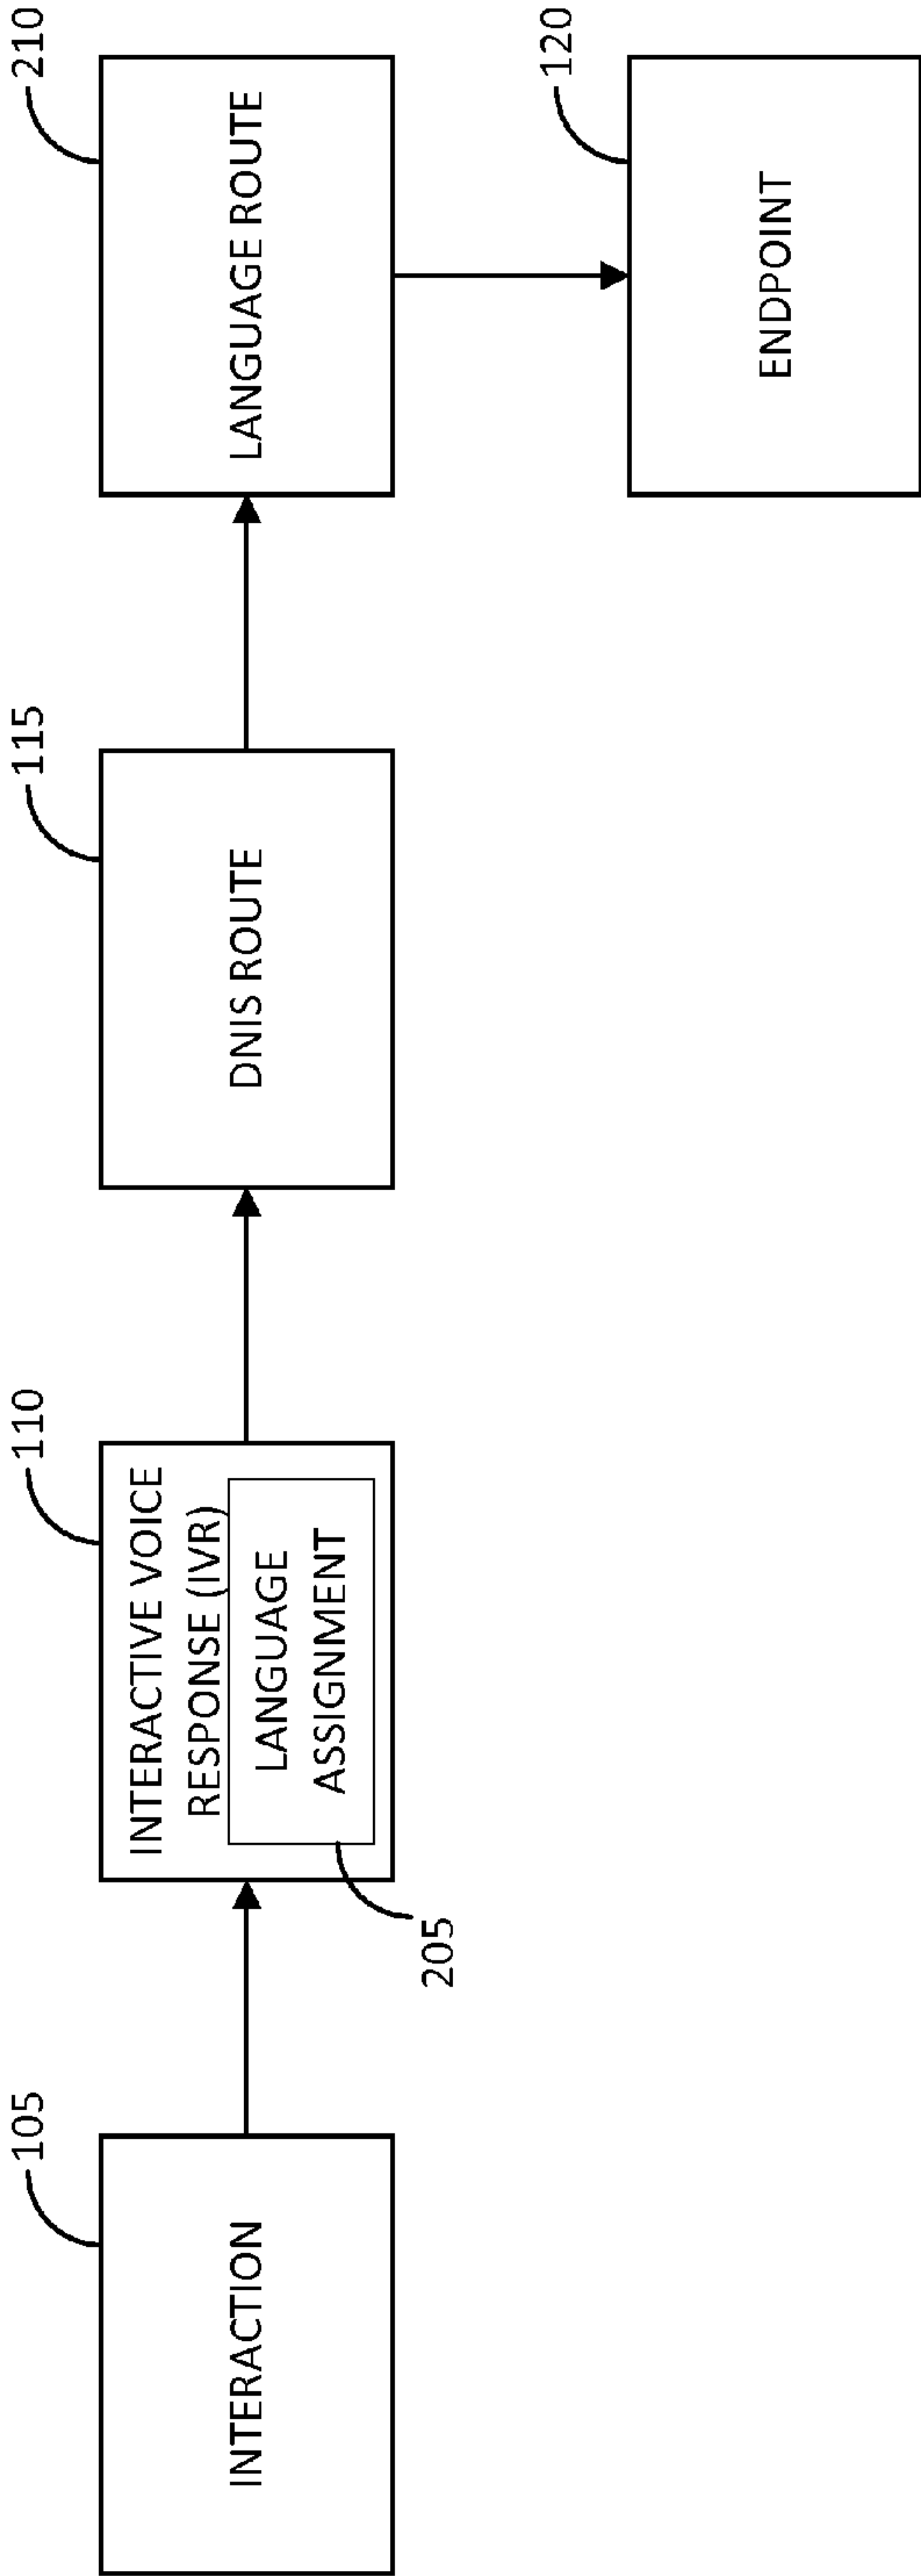 105
INTERACTION
110
INTERACTIVE VOICE
RESPONSE (IVR)
LANGUAGE
ASSIGNMENT
205
115
DNIS ROUTE
210
LANGUAGE ROUTE
120
ENDPOINT